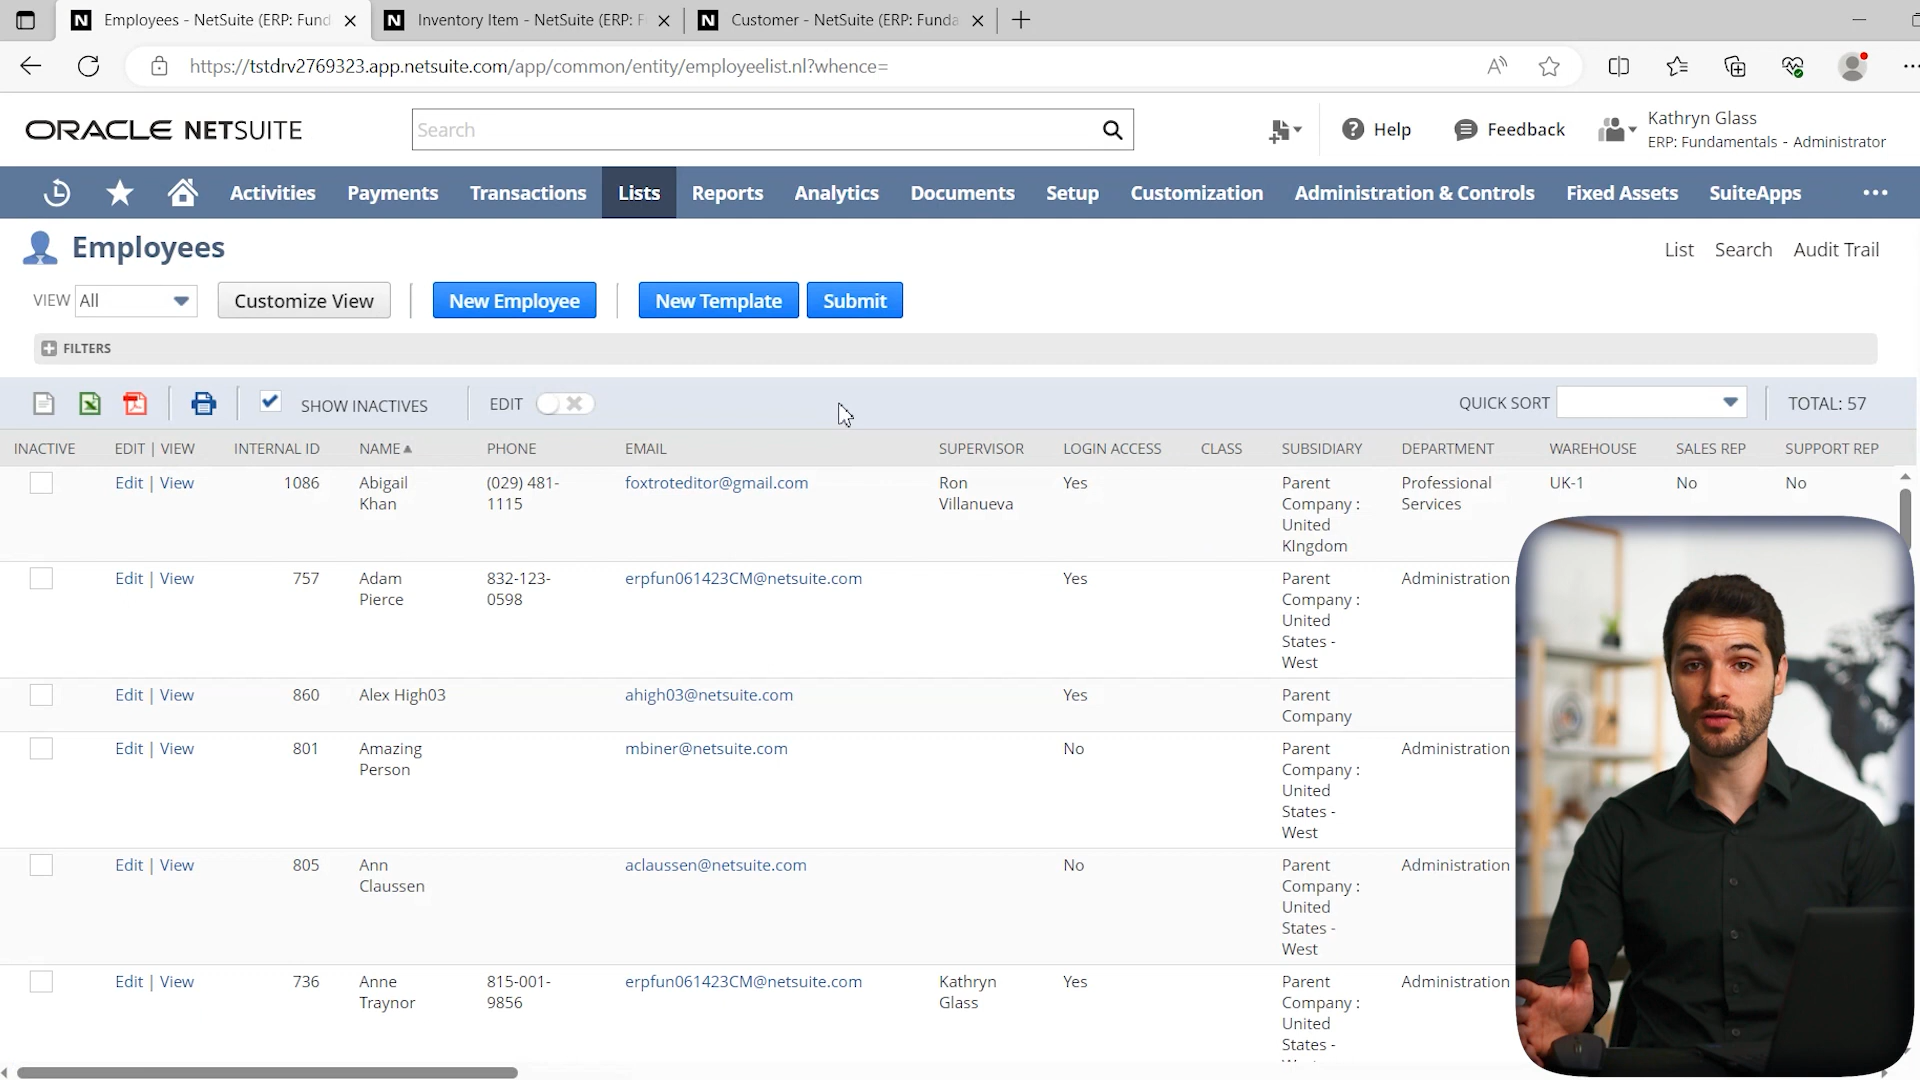 Employees - NetSuite (ERP: Fund
Inventory Item - NetSuite (ERP: F
Customer - NetSuite (ERP: Funda
https://tstdrv2769323.app.netsuite.com/app/common/entity/employeelist.nl?whence=
ORACLE NETSUITE
Search
Help
Feedback
Kathryn Glass
ERP: Fundamentals - Administrator
Activities Payments Transactions Lists Reports Analytics Documents Setup Customization Administration & Controls Fixed Assets SuiteApps
Employees
List Search Audit Trail
VIEW All Customize View New Employee New Template Submit
FILTERS
SHOW INACTIVES EDIT QUICK SORT TOTAL: 57
INACTIVE EDIT | VIEW INTERNAL ID NAME PHONE EMAIL SUPERVISOR LOGIN ACCESS CLASS SUBSIDIARY DEPARTMENT WAREHOUSE SALES REP SUPPORT REP
Edit | View 1086 Abigail (029) 481- foxtroteditor@gmail.com Ron Yes Parent Professional UK-1 No No
Khan 1115 Villanueva Company : Services
United
KIngdom
Edit | View 757 Adam 832-123- erpfun061423CM@netsuite.com Yes Parent Administration
Pierce 0598 Company :
United
States -
West
Edit | View 860 Alex High03 ahigh03@netsuite.com Yes Parent
Company
Edit | View 801 Amazing mbiner@netsuite.com No Parent Administration
Person Company :
United
States -
West
Edit | View 805 Ann aclaussen@netsuite.com No Parent Administration
Claussen Company :
United
States -
West
Edit | View 736 Anne 815-001- erpfun061423CM@netsuite.com Kathryn Yes Parent Administration
Traynor 9856 Glass Company :
United
States -